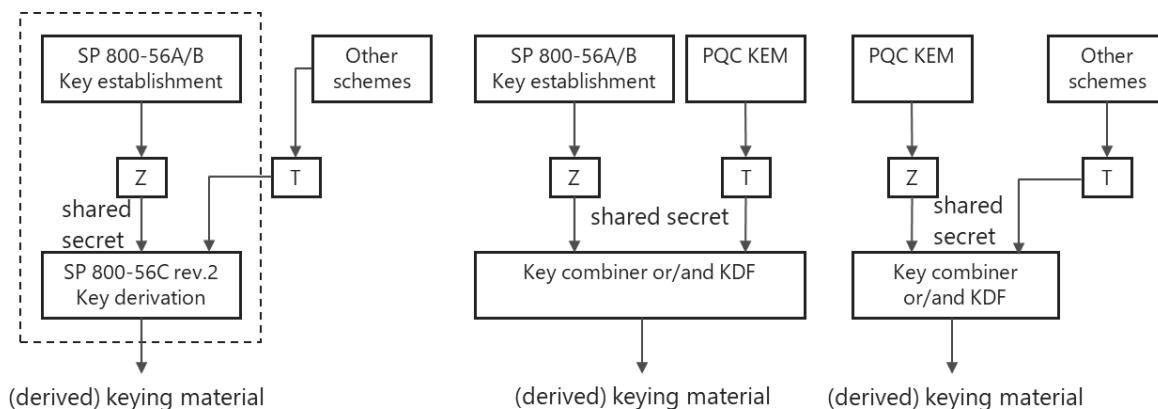 SP 800-56A/B
Key establishment
Other
schemes
Z
T
shared
secret
SP 800-56C rev.2
Key derivation
(derived) keying material
SP 800-56A/B
Key establishment
PQC KEM
Z
T
shared secret
Key combiner or/and KDF
(derived) keying material
PQC KEM
Other
schemes
Z
T
shared
secret
Key combiner
or/and KDF
(derived) keying material